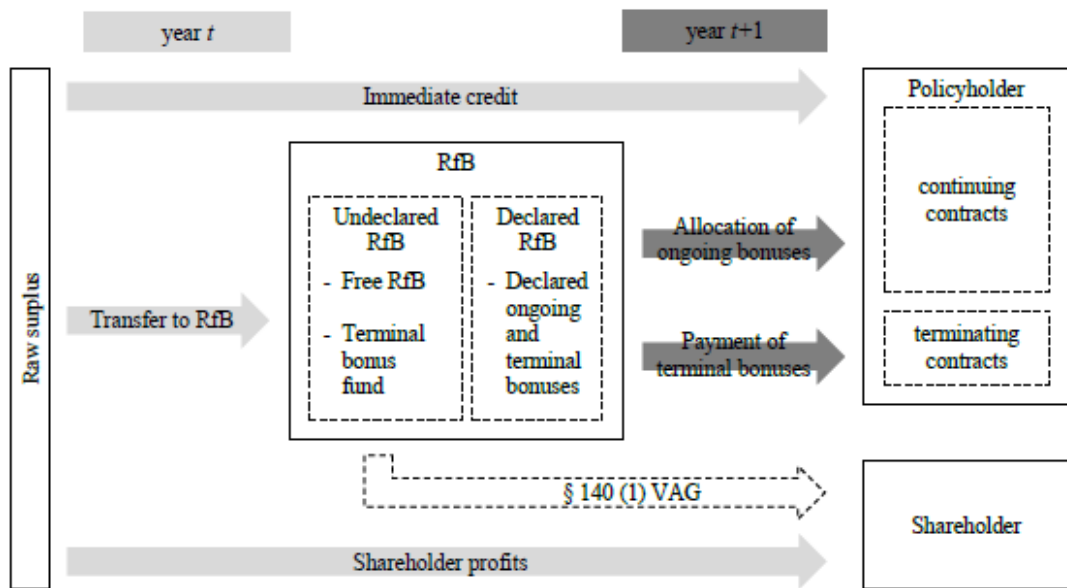 year t
year t+1
Raw surplus
Immediate credit
Policyholder
continuing
contracts
RfB
Undeclared
RfB
- Free RfB
- Terminal
bonus
fund
Declared
RfB
- Declared
ongoing
and
terminal
bonuses
Allocation of
ongoing bonuses
Transfer to RfB
Payment of
terminal bonuses
terminating
contracts
§ 140 (1) VAG
Shareholder
Shareholder profits